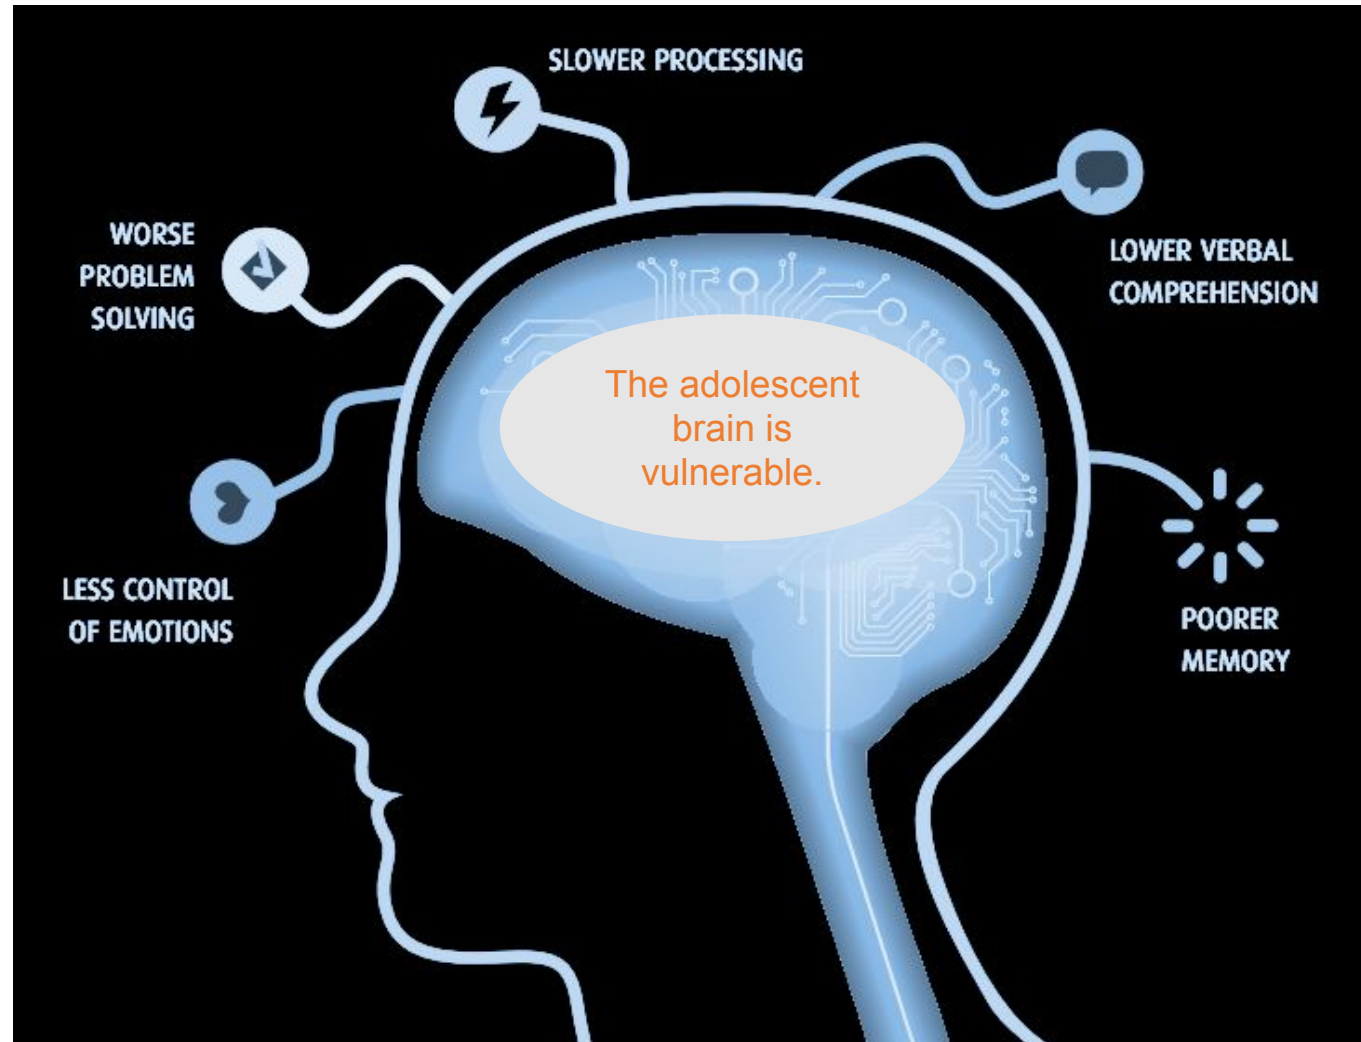 SLOWER PROCESSING
WORSE
PROBLEM
SOLVING
LOWER VERBAL
COMPREHENSION
The adolescent
brain is
vulnerable.
LESS CONTROL
OF EMOTIONS
POORER
MEMORY